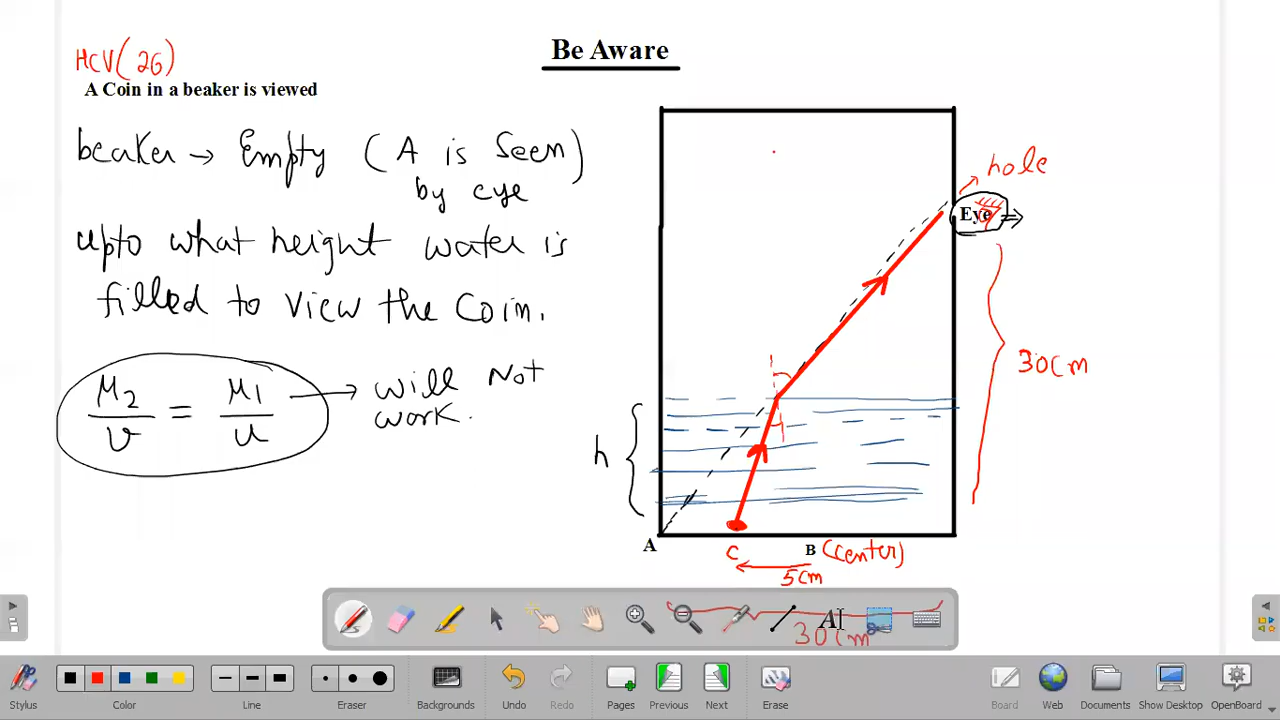 HCV(26)
Be Aware
A Coin in a beaker is viewed
beaker → Empty (A is Seen
by eye)
upto what height water is
filled to view the Coin.
μ2/v = μ1/u → will Not
work.
hole
Eye
30cm
h
A
C
B (center)
5cm
30cm
Stylus
Color
Line
Eraser
Backgrounds
Undo
Redo
Pages
Previous
Next
Erase
Board
Web
Documents
Show Desktop
OpenBoard